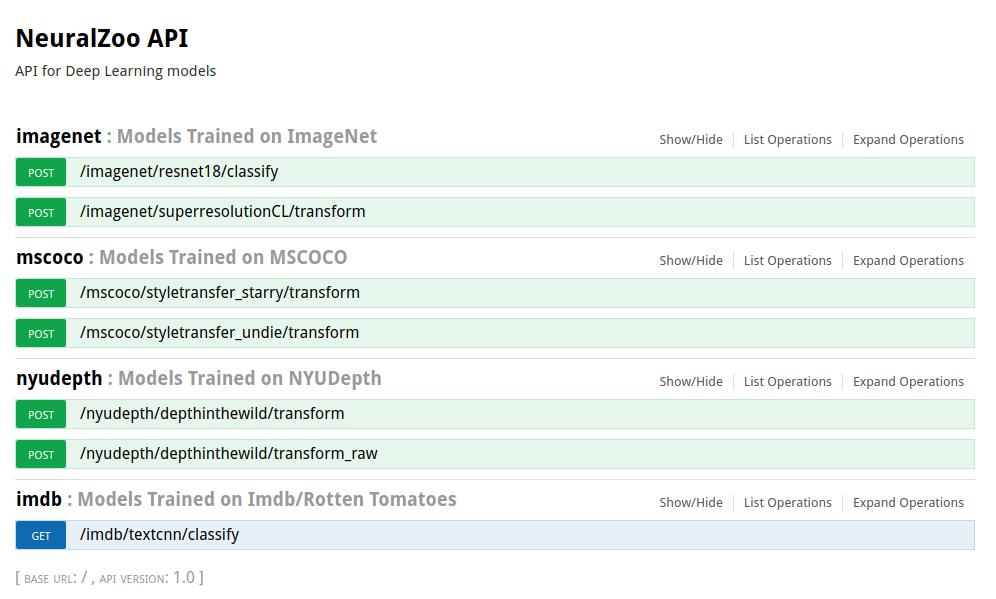 NeuralZoo API
API for Deep Learning models
imagenet : Models Trained on ImageNet Show/Hide List Operations Expand Operations
POST /imagenet/resnet18/classify
POST /imagenet/superresolutionCL/transform
mscoco : Models Trained on MSCOCO Show/Hide List Operations Expand Operations
POST /mscoco/styletransfer_starry/transform
POST /mscoco/styletransfer_undie/transform
nyudepth : Models Trained on NYUDepth Show/Hide List Operations Expand Operations
POST /nyudepth/depthinthewild/transform
POST /nyudepth/depthinthewild/transform_raw
imdb : Models Trained on Imdb/Rotten Tomatoes Show/Hide List Operations Expand Operations
GET /imdb/textcnn/classify
[ BASE URL: / , API VERSION: 1.0 ]